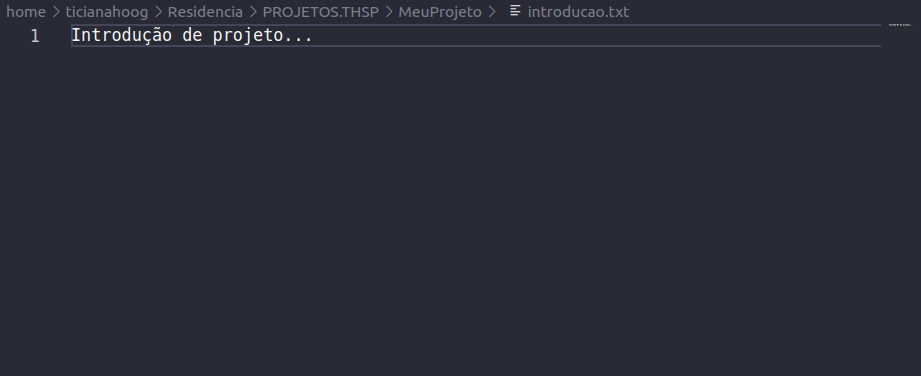 home > ticianahoog > Residencia > PROJETOS.THSP > MeuProjeto > introducao.txt
1 Introdução de projeto...